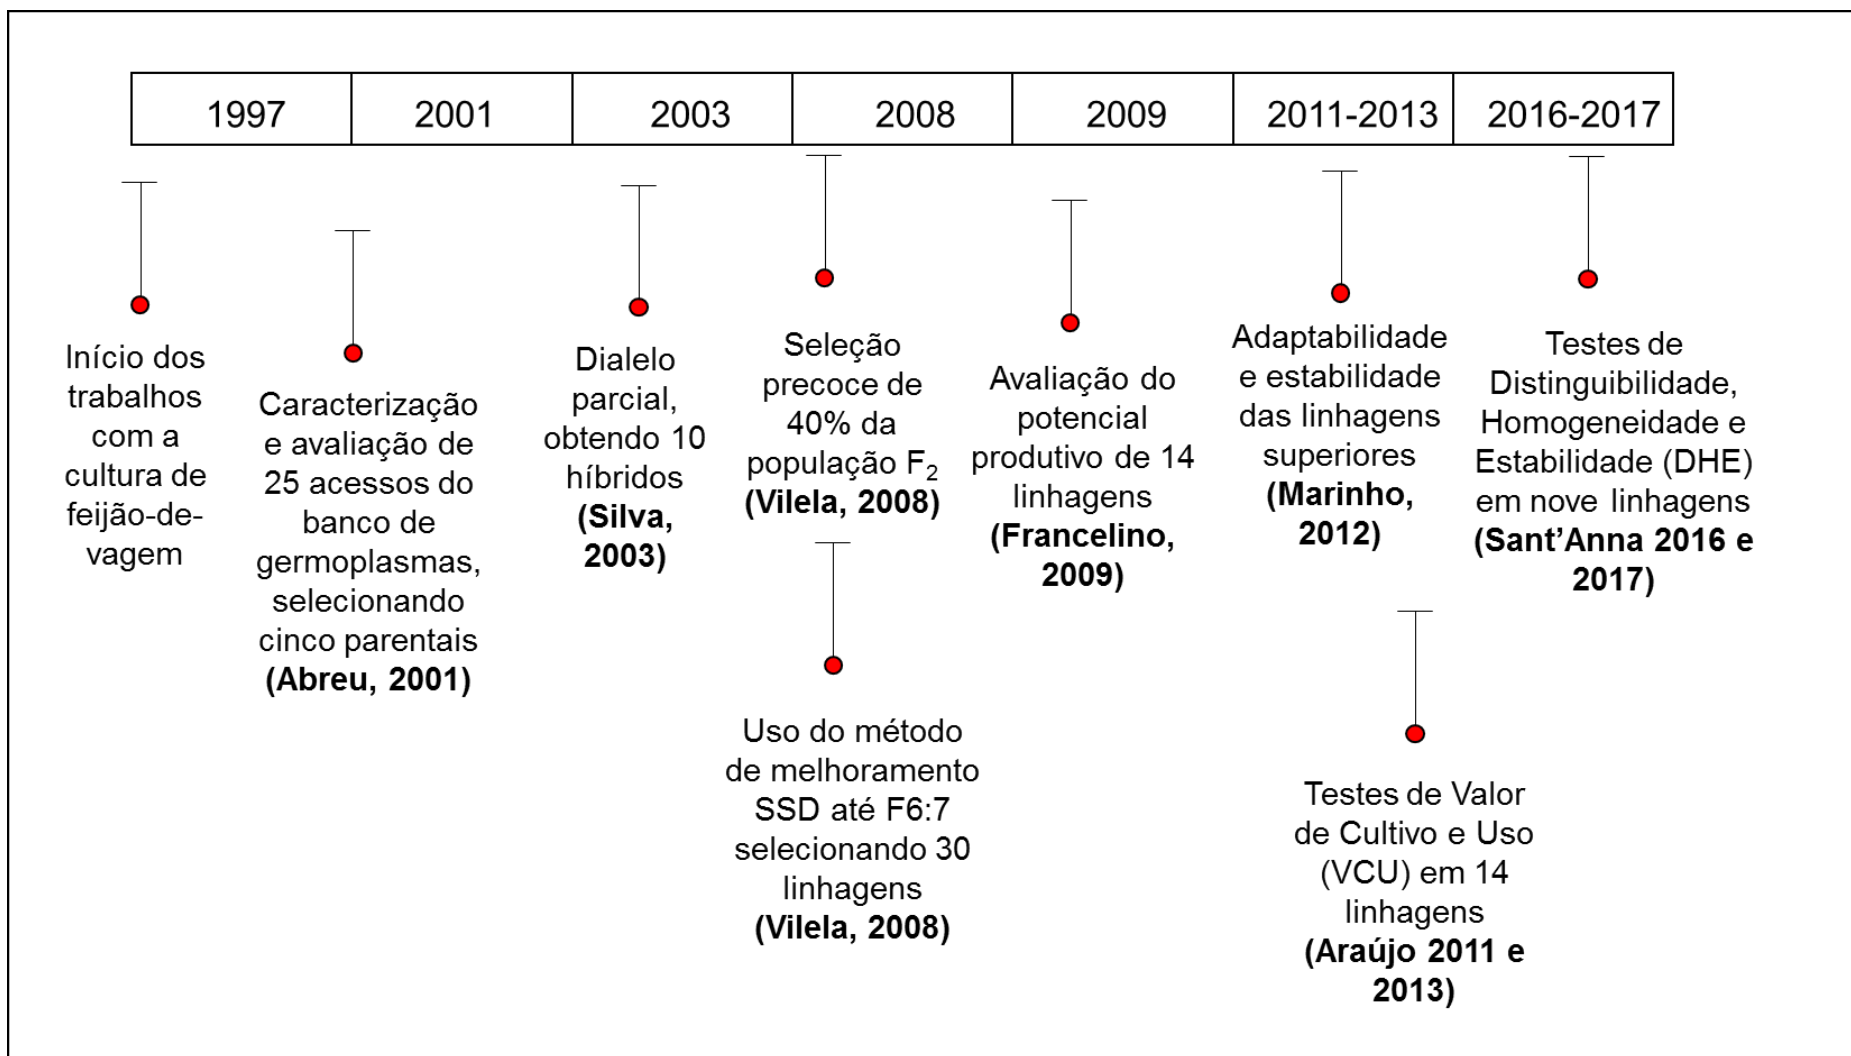 1997
2001
2003
2008
2009
2011-2013
2016-2017
Início dos
trabalhos
com a
cultura de
feijão-de-
vagem
Caracterização
e avaliação de
25 acessos do
banco de
germoplasmas,
selecionando
cinco parentais
(Abreu, 2001)
Dialelo
parcial,
obtendo 10
híbridos
(Silva,
2003)
Seleção
precoce de
40% da
população F₂
(Vilela, 2008)
Uso do método
de melhoramento
SSD até F6:7
selecionando 30
linhagens
(Vilela, 2008)
Avaliação do
potencial
produtivo de 14
linhagens
(Francelino,
2009)
Adaptabilidade
e estabilidade
das linhagens
superiores
(Marinho,
2012)
Testes de Valor
de Cultivo e Uso
(VCU) em 14
linhagens
(Araújo 2011 e
2013)
Testes de
Distinguibilidade,
Homogeneidade e
Estabilidade (DHE)
em nove linhagens
(Sant’Anna 2016 e
2017)